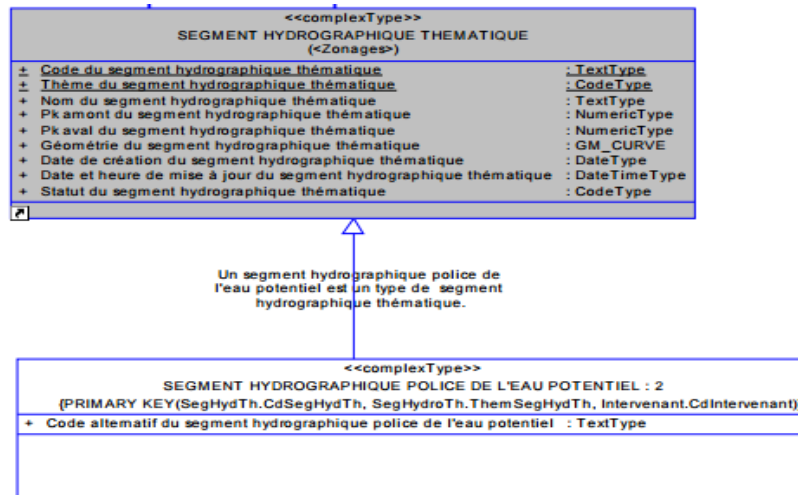 <<complexType>>
SEGMENT HYDROGRAPHIQUE THEMATIQUE
(<Zonages>)
+ Code du segment hydrographique thématique : TextType
+ Thème du segment hydrographique thématique : CodeType
+ Nom du segment hydrographique thématique : TextType
+ Pk amont du segment hydrographique thématique : NumericType
+ Pk aval du segment hydrographique thématique : NumericType
+ Géométrie du segment hydrographique thématique : GM_CURVE
+ Date de création du segment hydrographique thématique : DateType
+ Date et heure de mise à jour du segment hydrographique thématique : DateTimeType
+ Statut du segment hydrographique thématique : CodeType
Un segment hydrographique police de
l'eau potentiel est un type de segment
hydrographique thématique.
<<complexType>>
SEGMENT HYDROGRAPHIQUE POLICE DE L'EAU POTENTIEL : 2
{PRIMARY KEY(SegHydTh.CdSegHydTh, SegHydroTh.ThemSegHydTh, Intervenant.CdIntervenant)}
+ Code alternatif du segment hydrographique police de l'eau potentiel : TextType